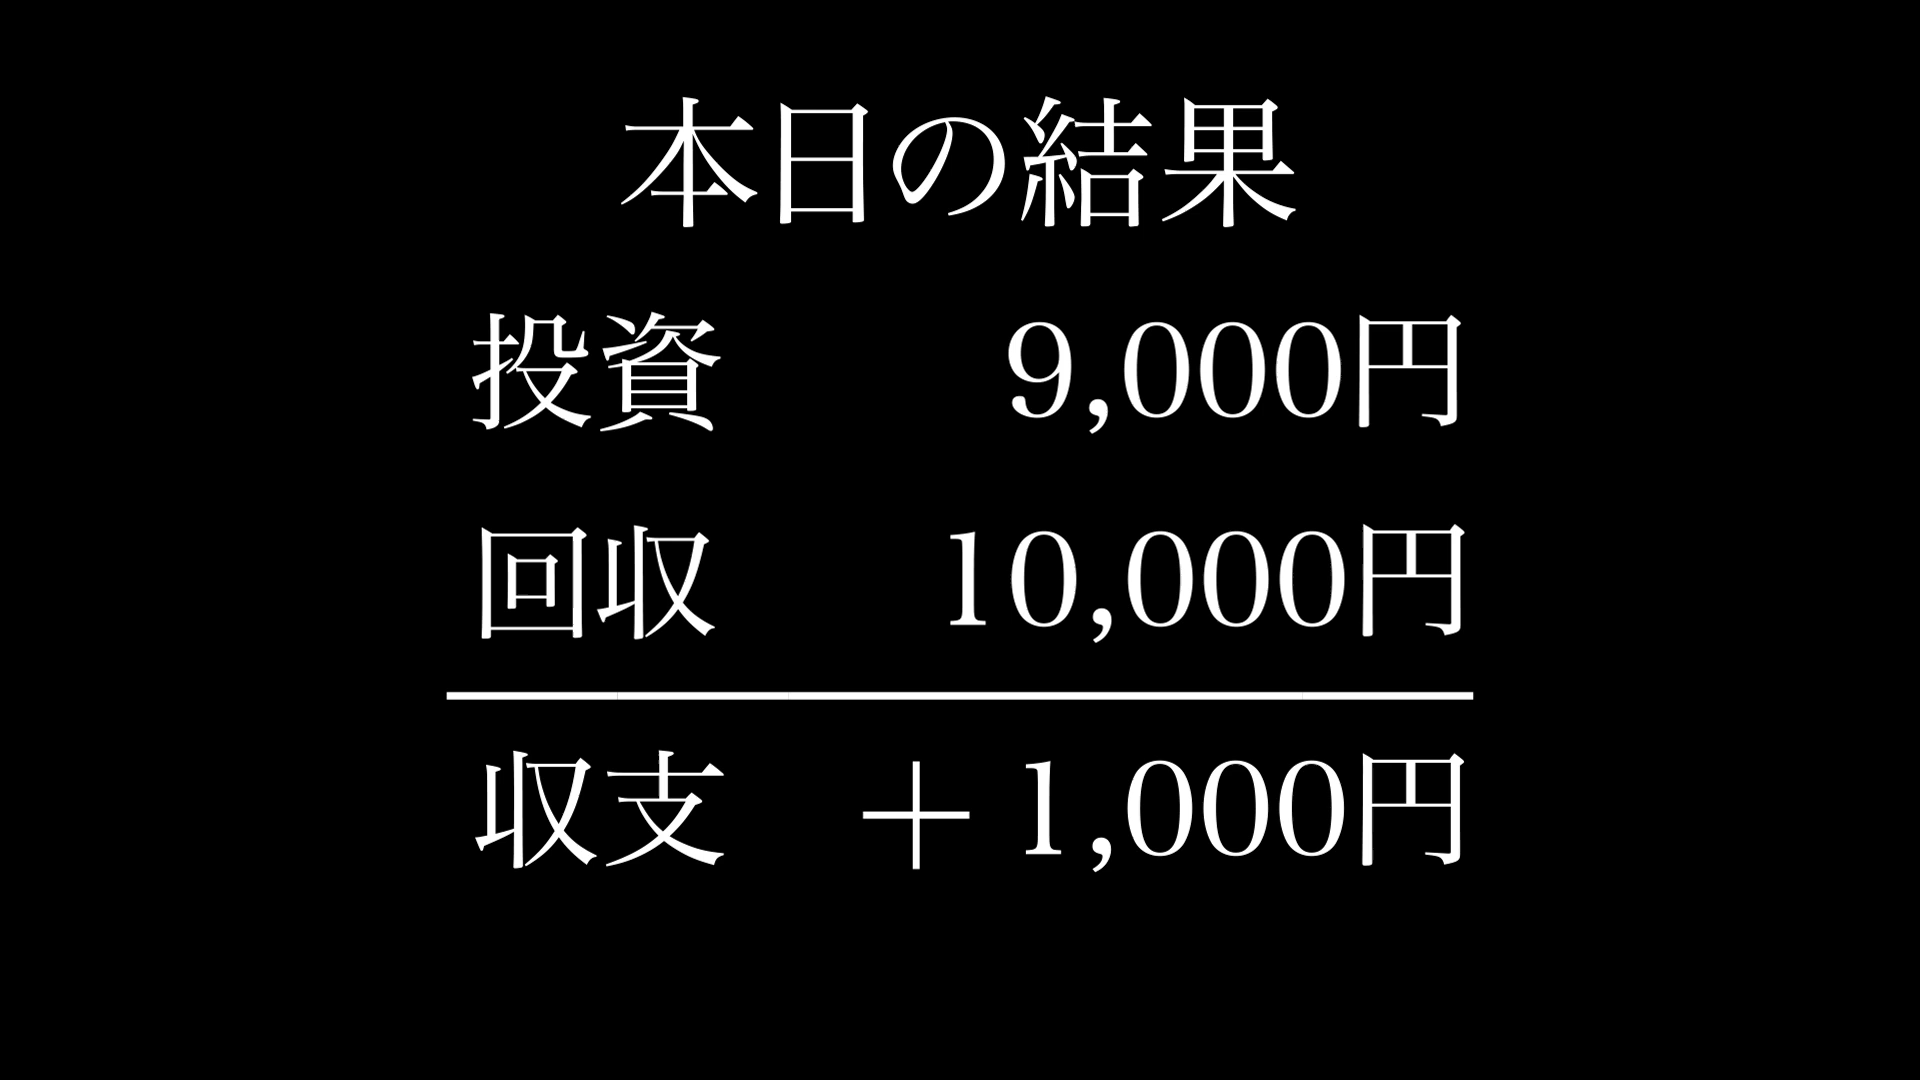 本日の結果
投資 9,000円
回収 10,000円
収支 +1,000円